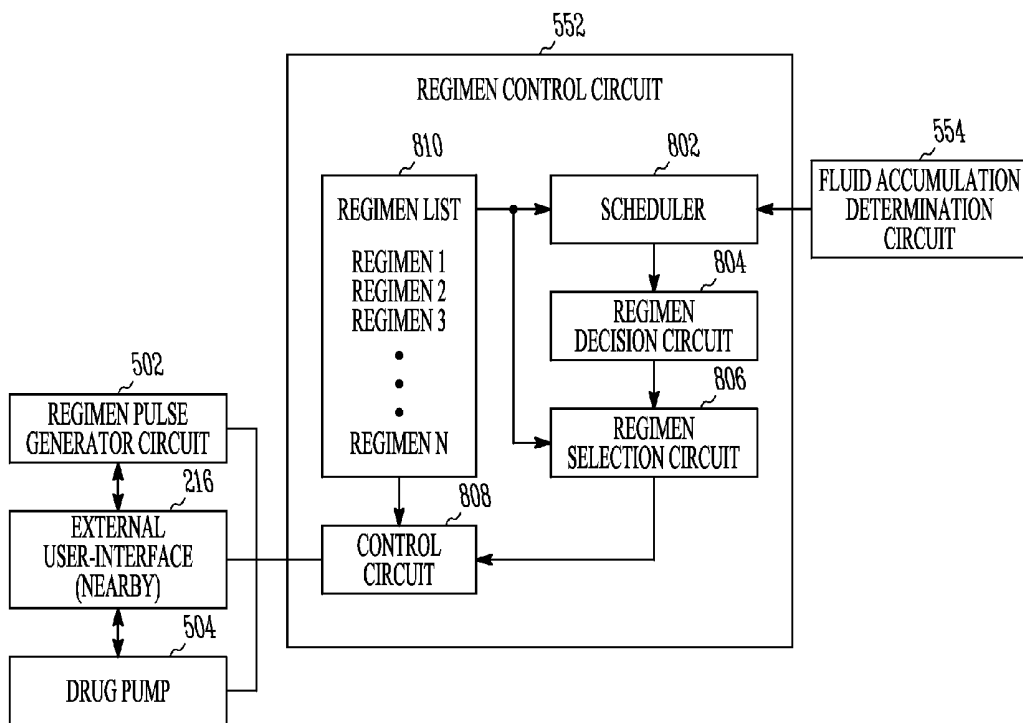 552
REGIMEN CONTROL CIRCUIT
810
REGIMEN LIST
REGIMEN 1
REGIMEN 2
REGIMEN 3
REGIMEN N
802
SCHEDULER
554
FLUID ACCUMULATION
DETERMINATION
CIRCUIT
804
REGIMEN
DECISION CIRCUIT
806
REGIMEN
SELECTION CIRCUIT
808
CONTROL
CIRCUIT
502
REGIMEN PULSE
GENERATOR CIRCUIT
216
EXTERNAL
USER-INTERFACE
(NEARBY)
504
DRUG PUMP